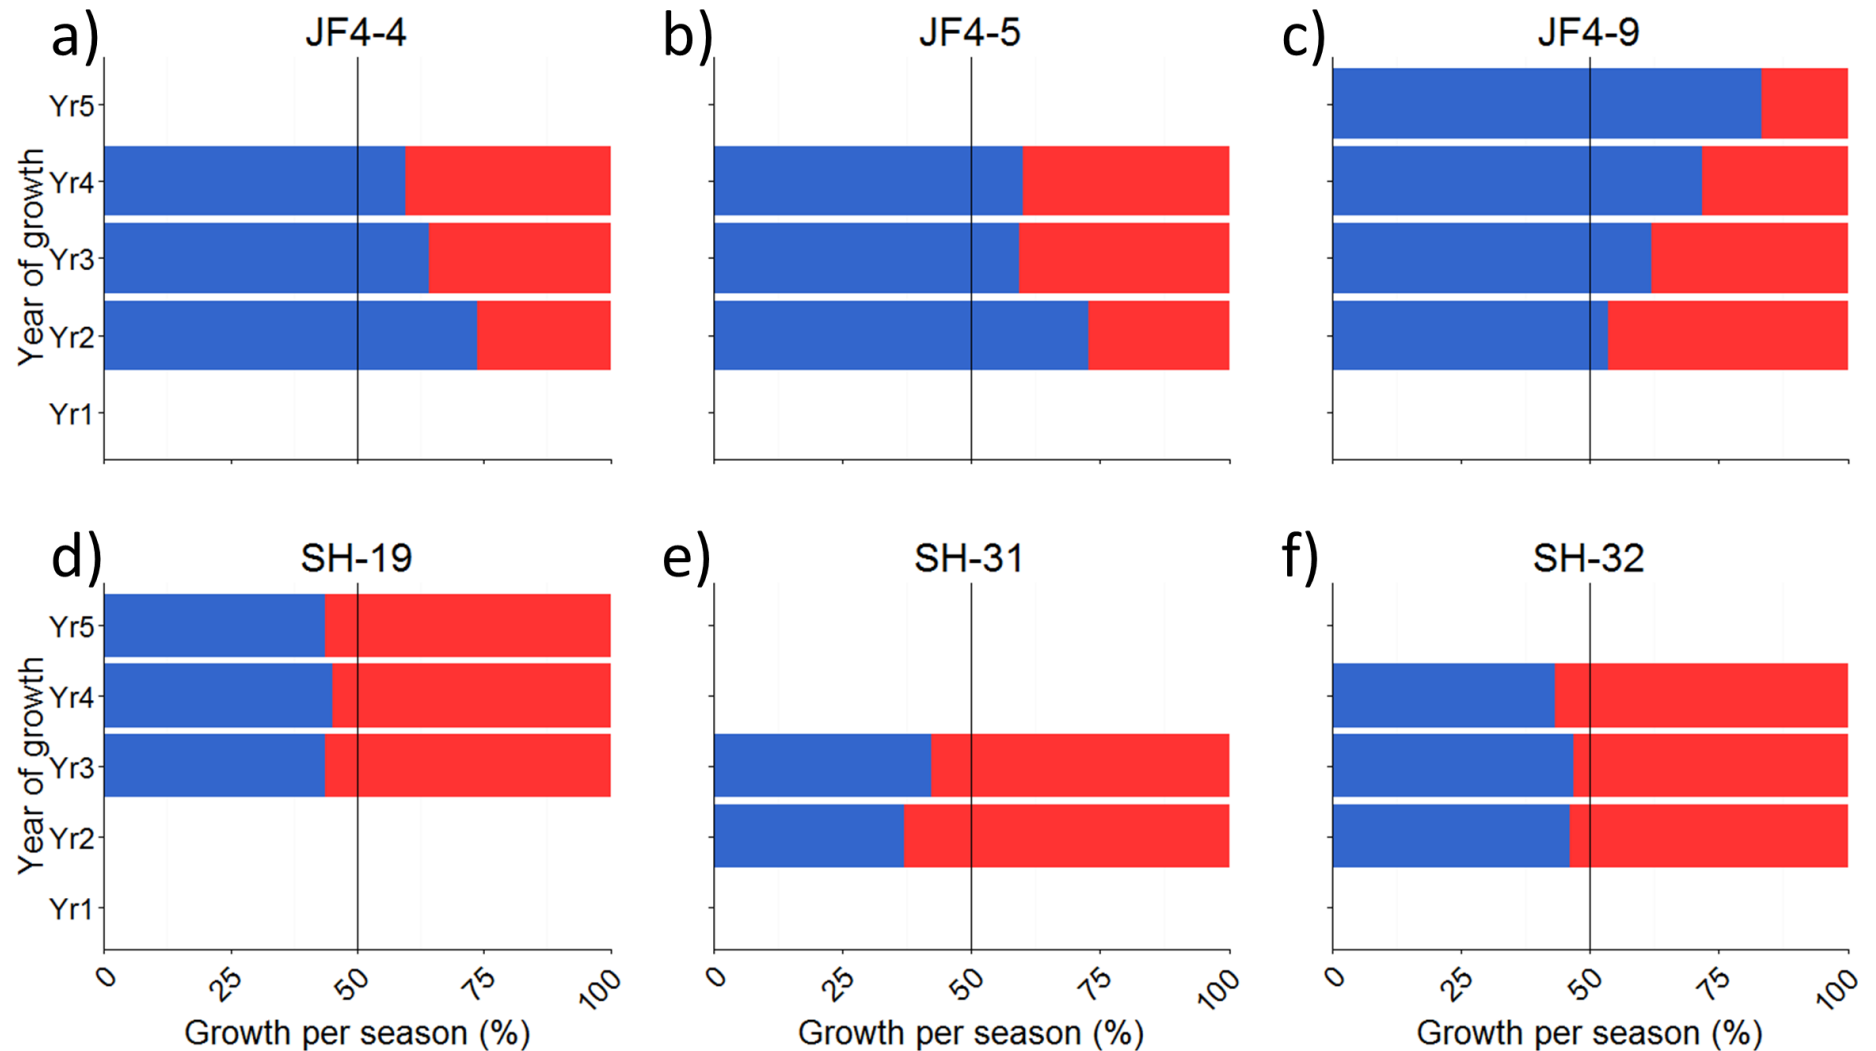 a) JF4-4
b) JF4-5
c) JF4-9
Year of growth
Yr5
Yr4
Yr3
Yr2
Yr1
d) SH-19
e) SH-31
f) SH-32
Year of growth
Yr5
Yr4
Yr3
Yr2
Yr1
0 25 50 75 100
0 25 50 75 100
0 25 50 75 100
Growth per season (%)
Growth per season (%)
Growth per season (%)